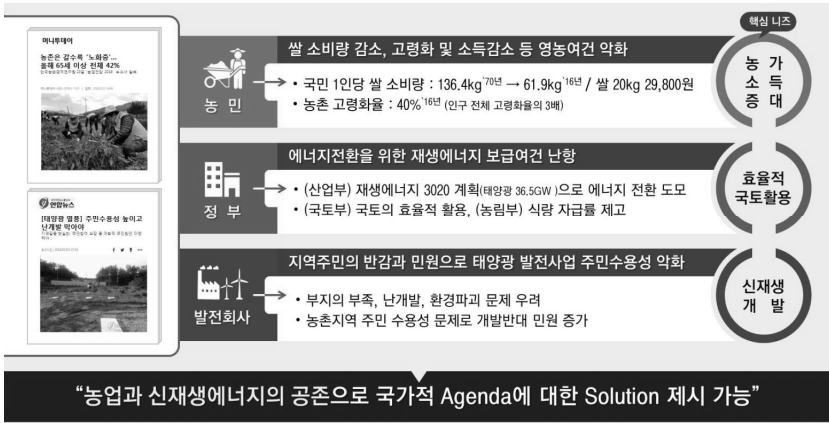 머니투데이
농촌은 갈수록 '노화중'...
올해 65세 이상 전체 42%
연합뉴스
[태양광 열풍] 주민수용성 높이고
난개발 막아야
핵심 니즈
농민
쌀 소비량 감소, 고령화 및 소득감소 등 영농여건 악화
• 국민 1인당 쌀 소비량 : 136.4kg'70년 → 61.9kg'16년 / 쌀 20kg 29,800원
• 농촌 고령화율 : 40%'16년 (인구 전체 고령화율의 3배)
농 가
소 득
증 대
정 부
에너지전환을 위한 재생에너지 보급여건 난항
• (산업부) 재생에너지 3020 계획(태양광 36.5GW)으로 에너지 전환 도모
• (국토부) 국토의 효율적 활용, (농림부) 식량 자급률 제고
효율적
국토활용
발전회사
지역주민의 반감과 민원으로 태양광 발전사업 주민수용성 악화
• 부지의 부족, 난개발, 환경파괴 문제 우려
• 농촌지역 주민 수용성 문제로 개발반대 민원 증가
신재생
개 발
“농업과 신재생에너지의 공존으로 국가적 Agenda에 대한 Solution 제시 가능”